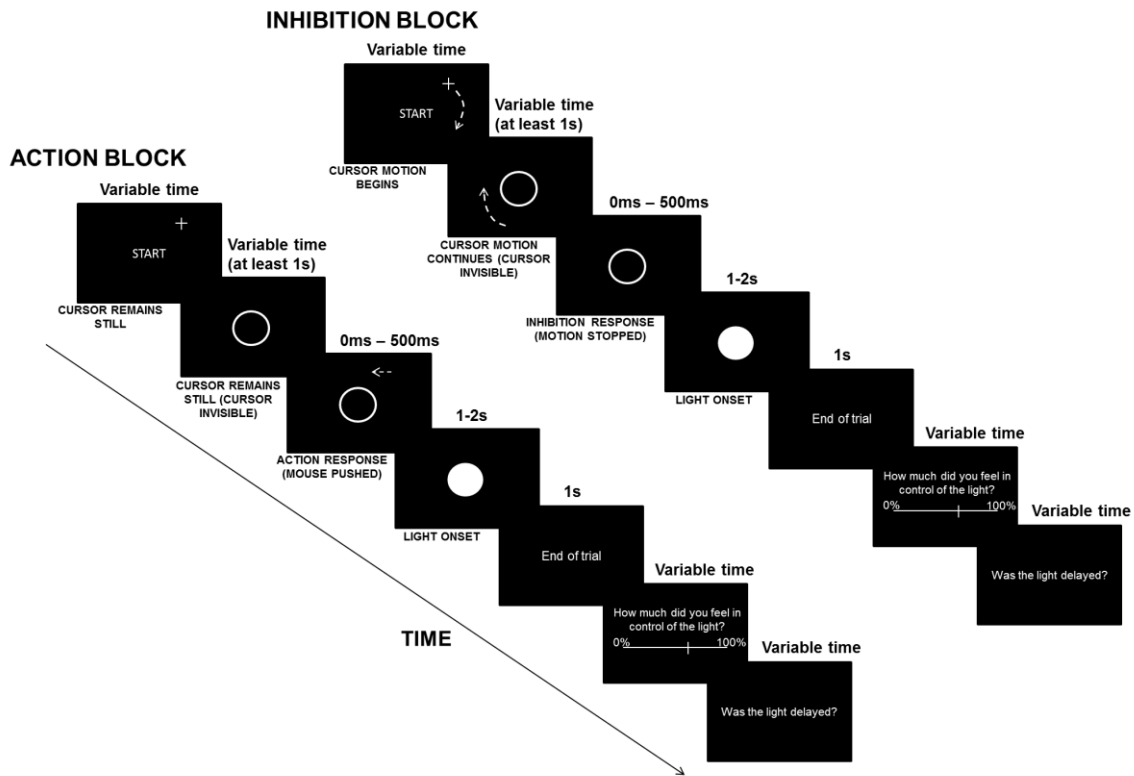 INHIBITION BLOCK
Variable time
START
CURSOR MOTION
BEGINS
Variable time
(at least 1s)
CURSOR MOTION
CONTINUES (CURSOR
INVISIBLE)
0ms – 500ms
INHIBITION RESPONSE
(MOTION STOPPED)
1-2s
LIGHT ONSET
1s
End of trial
Variable time
How much did you feel in
control of the light?
0% 100%
Variable time
Was the light delayed?
ACTION BLOCK
Variable time
START
CURSOR REMAINS
STILL
Variable time
(at least 1s)
CURSOR REMAINS
STILL (CURSOR
INVISIBLE)
0ms – 500ms
ACTION RESPONSE
(MOUSE PUSHED)
1-2s
LIGHT ONSET
1s
End of trial
Variable time
How much did you feel in
control of the light?
0% 100%
Variable time
Was the light delayed?
TIME